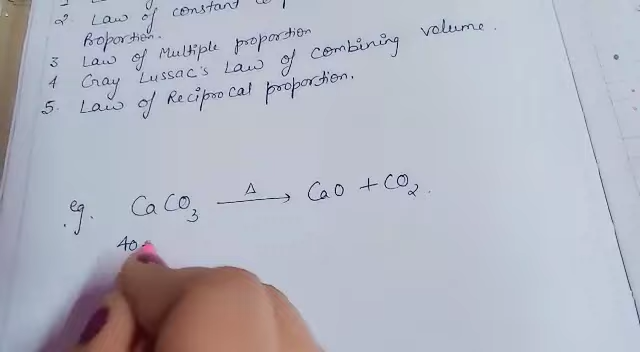 2. Law of constant
Proportion.
3 Law of Multiple proportion
4 Gray Lussac's Law of combining volume.
5. Law of Reciprocal proportion.
eg. CaCO₃ —Δ→ CaO + CO₂.
40